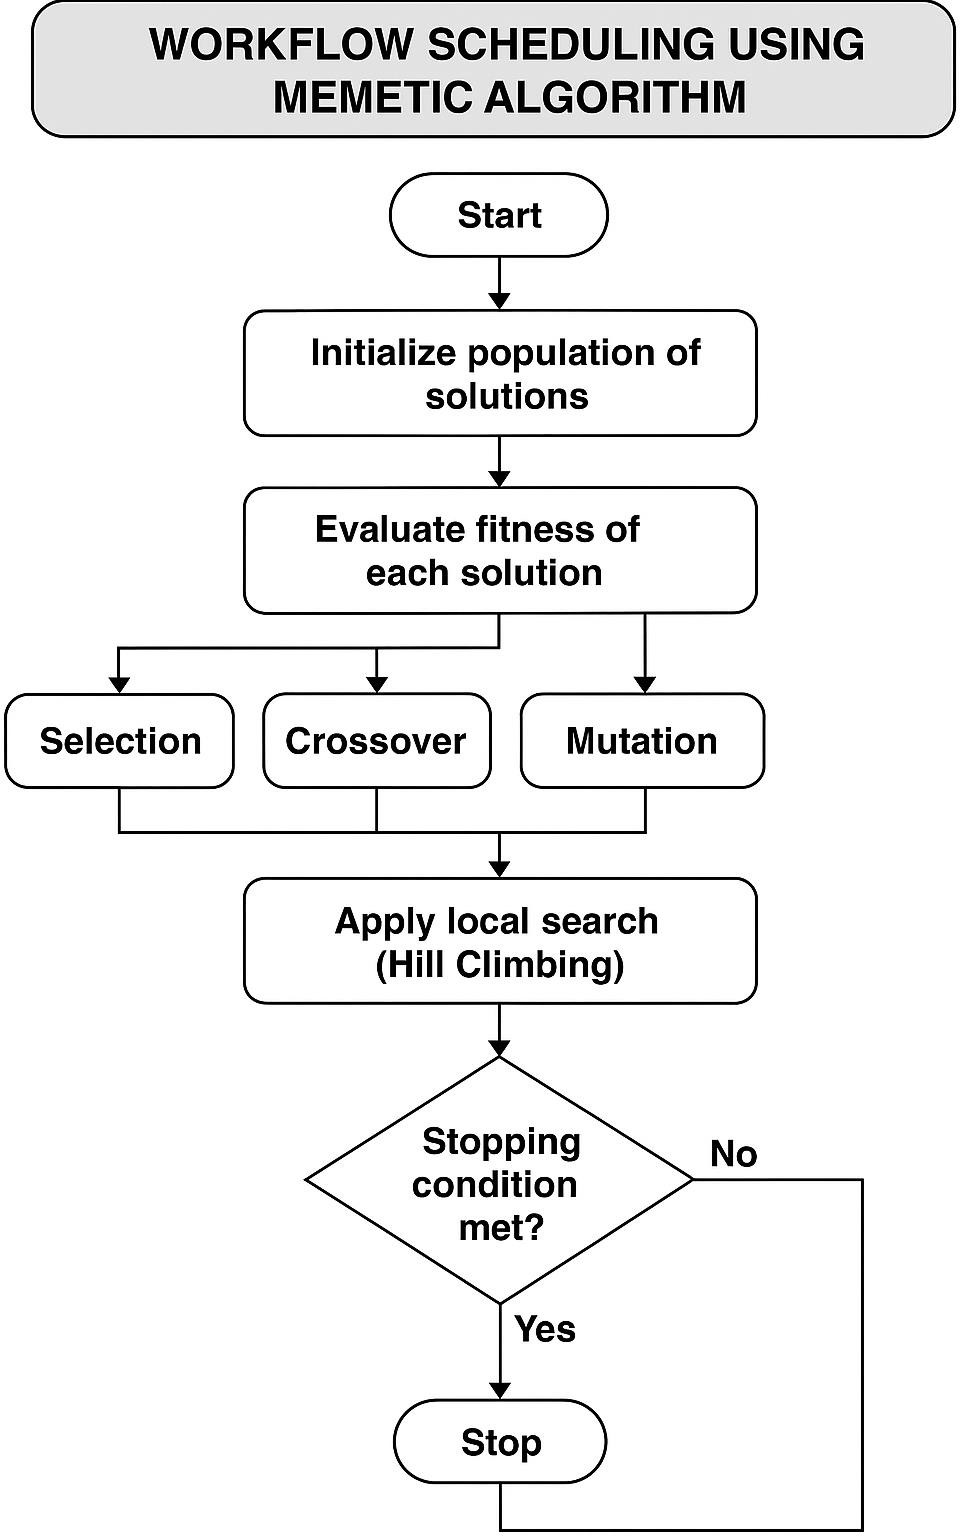 WORKFLOW SCHEDULING USING
MEMETIC ALGORITHM
Start
Initialize population of
solutions
Evaluate fitness of
each solution
Selection
Crossover
Mutation
Apply local search
(Hill Climbing)
Stopping
condition
met?
No
Yes
Stop